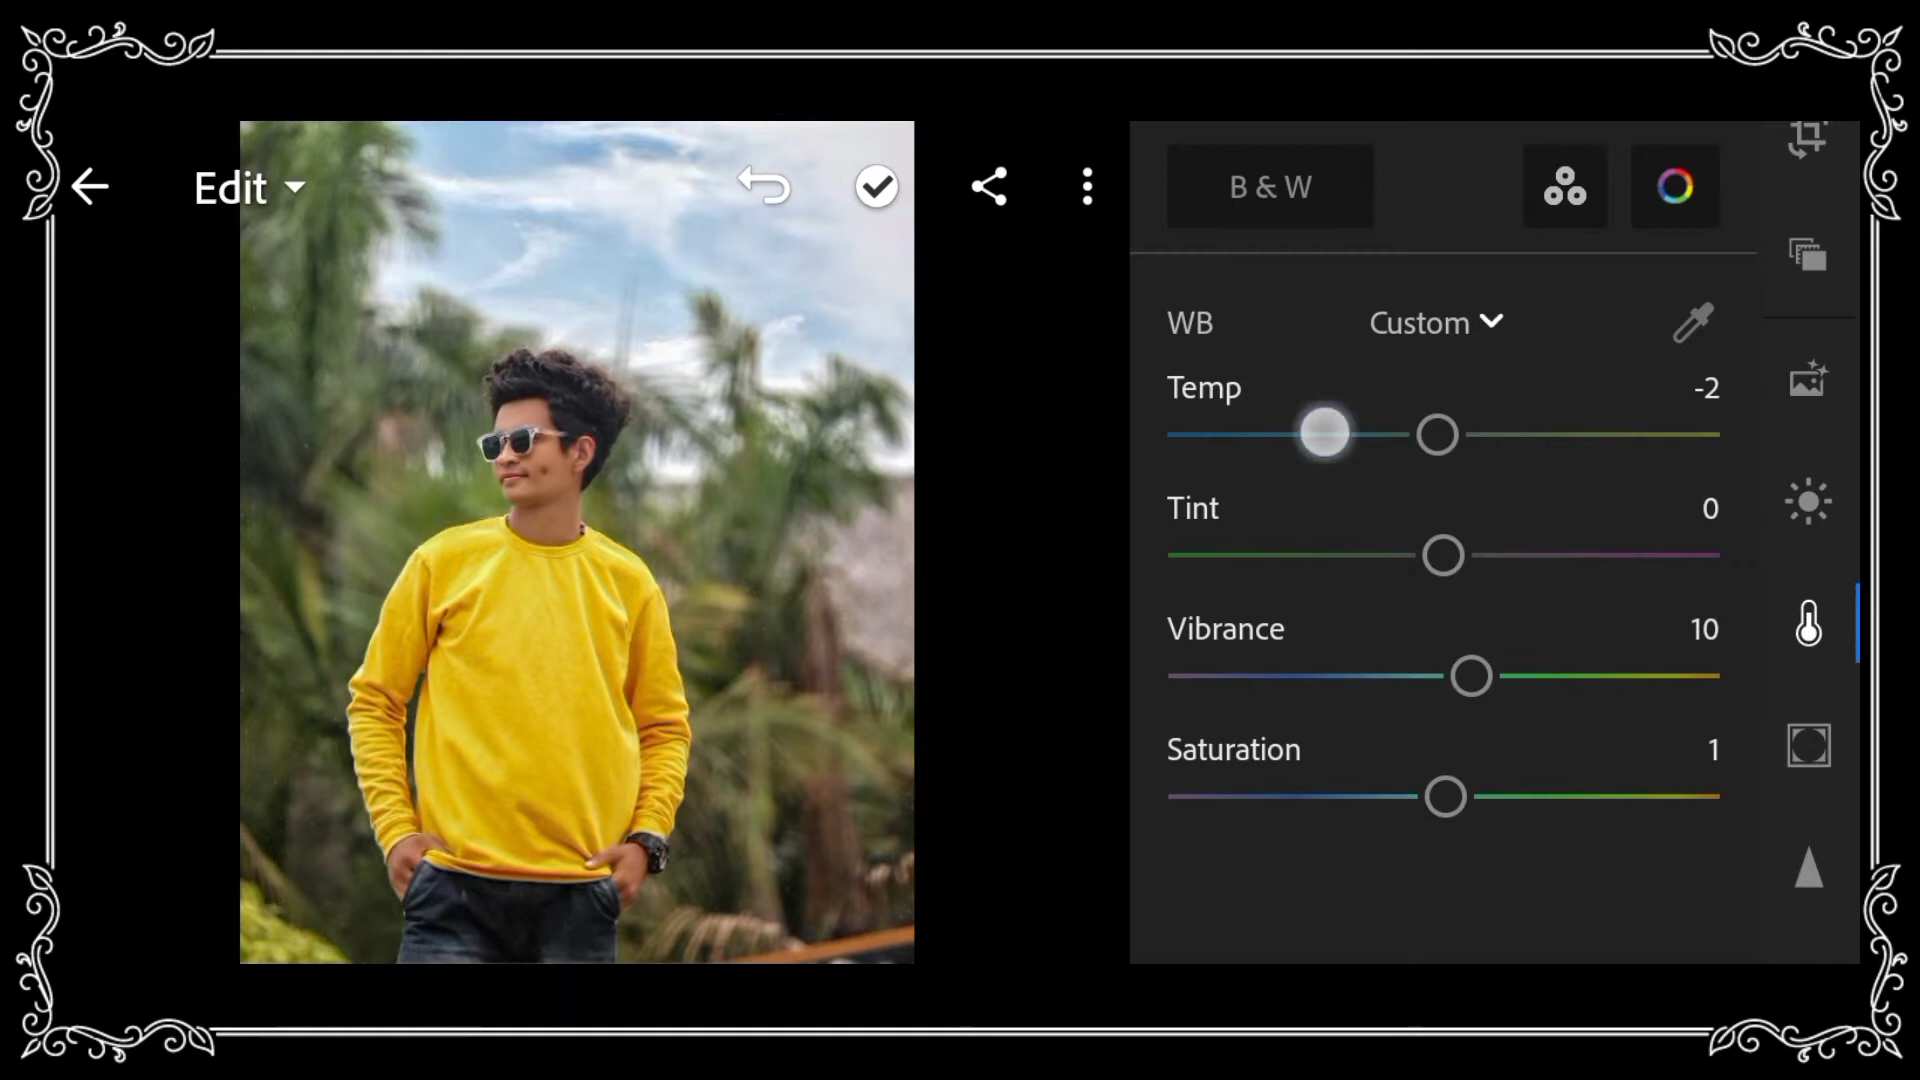 Edit
B & W
WB Custom
Temp -2
Tint 0
Vibrance 10
Saturation 1